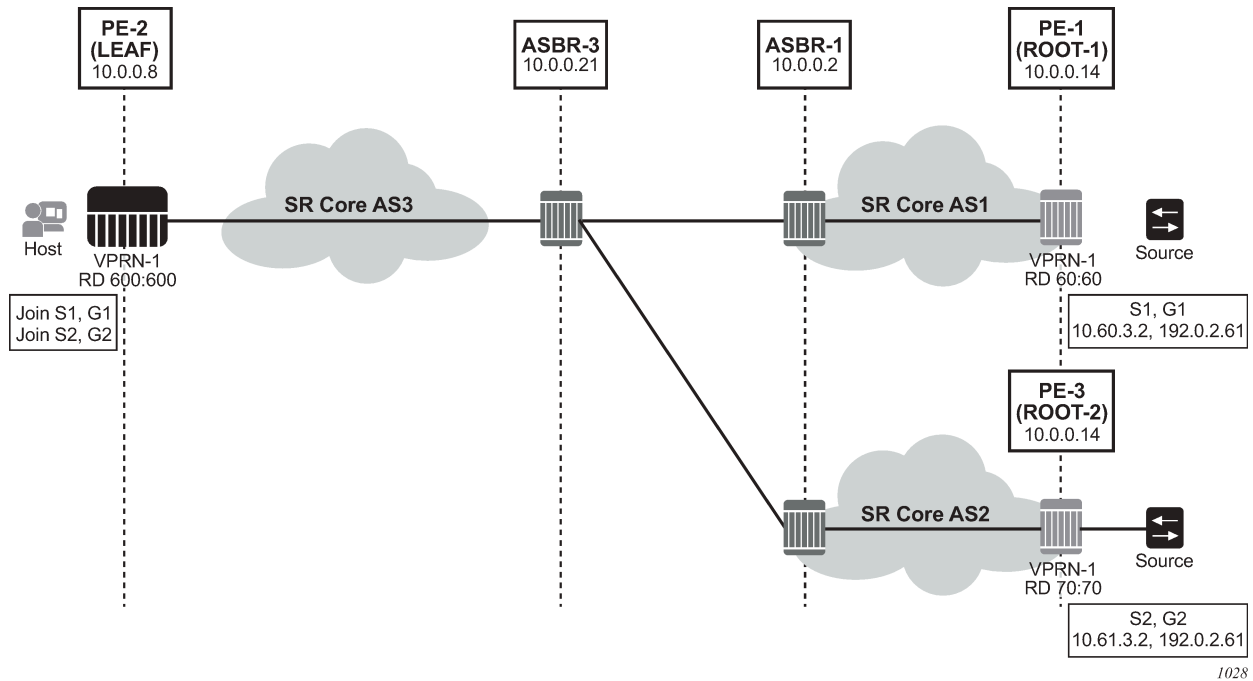 PE-2
(LEAF)
10.0.0.8
ASBR-3
10.0.0.21
ASBR-1
10.0.0.2
PE-1
(ROOT-1)
10.0.0.14
SR Core AS3
SR Core AS1
Host
VPRN-1
RD 600:600
Join S1, G1
Join S2, G2
VPRN-1
RD 60:60
Source
S1, G1
10.60.3.2, 192.0.2.61
PE-3
(ROOT-2)
10.0.0.14
SR Core AS2
VPRN-1
RD 70:70
Source
S2, G2
10.61.3.2, 192.0.2.61
1028